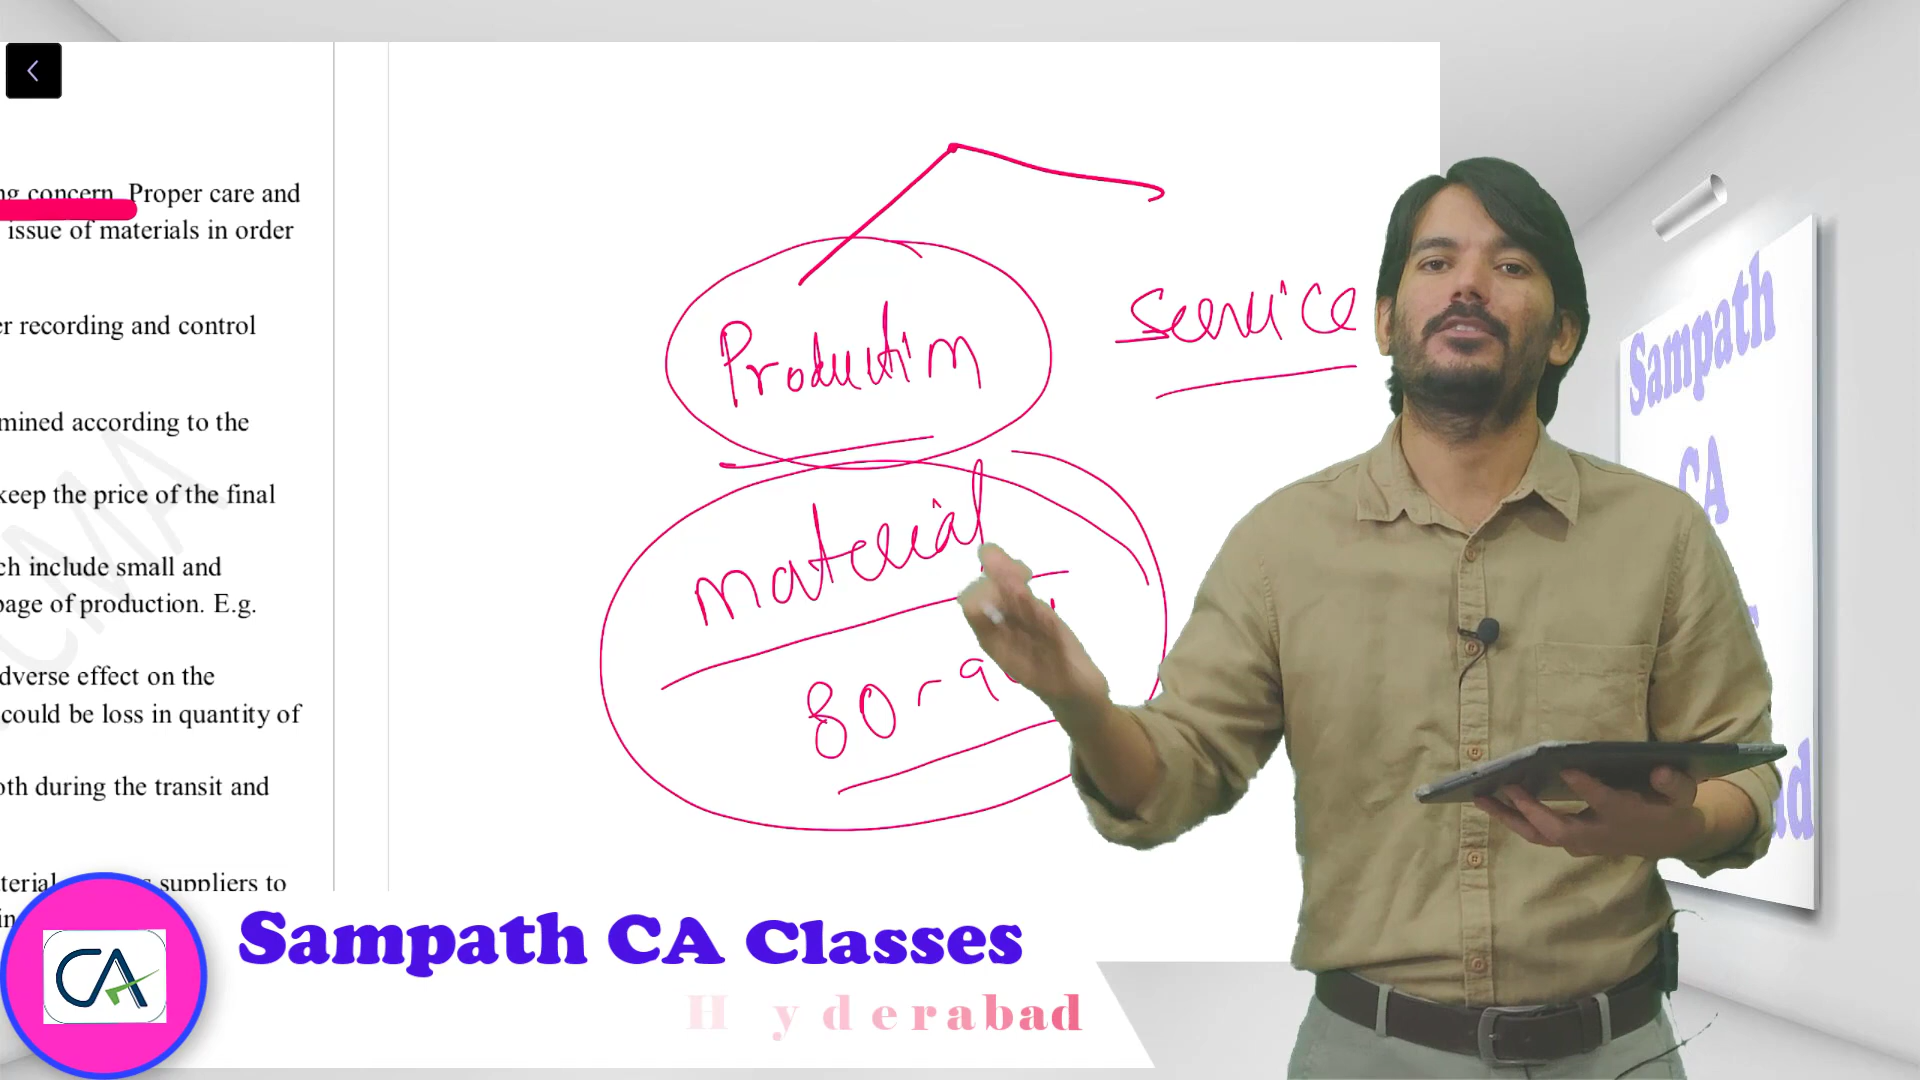 ng concern. Proper care and
issue of materials in order
er recording and control
mined according to the
keep the price of the final
ch include small and
page of production. E.g.
dverse effect on the
could be loss in quantity of
oth during the transit and
suppliers to
in
CMA
Production
Service
material
80-9
CA
Sampath CA Classes
Hyderabad
Sampath
CA